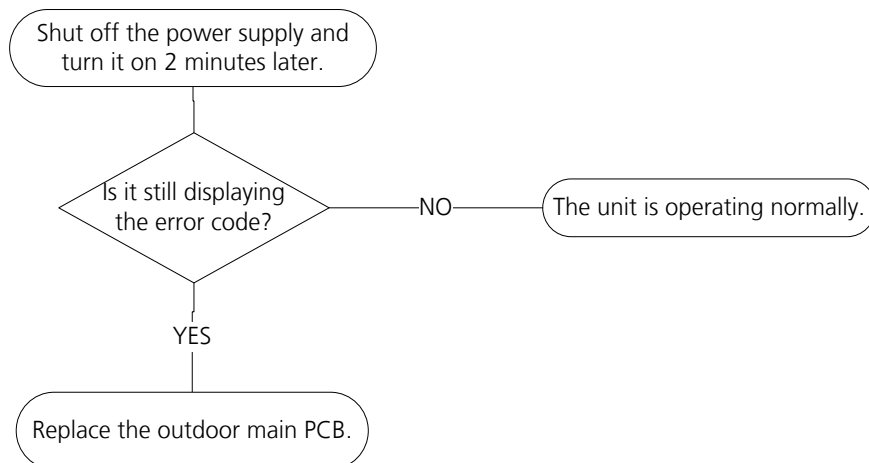 Shut off the power supply and
turn it on 2 minutes later.
Is it still displaying
the error code?
NO
The unit is operating normally.
YES
Replace the outdoor main PCB.